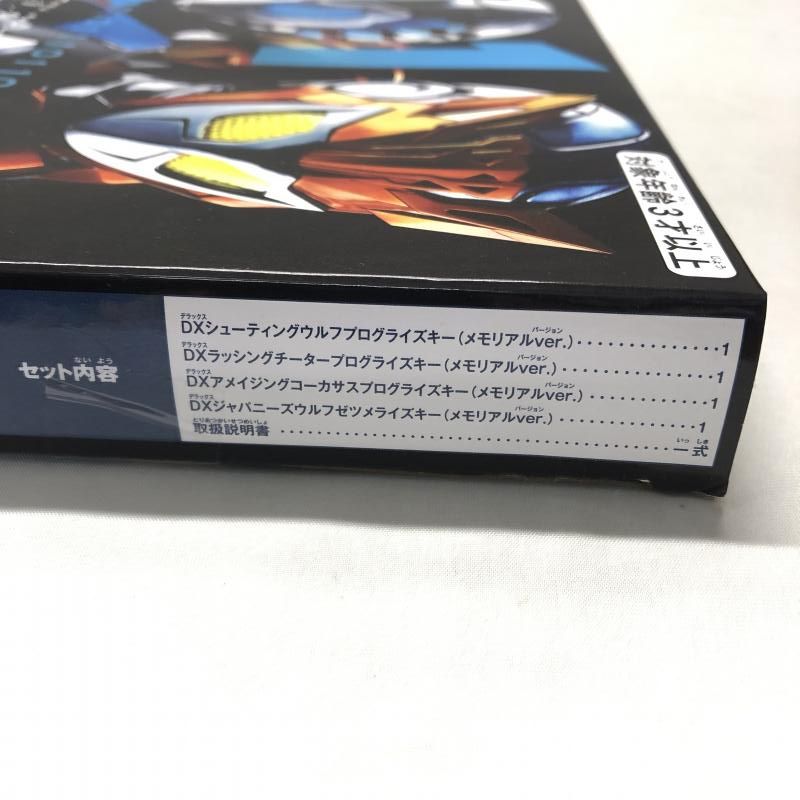 0110
対象年齢3才以上
セット内容
DXシューティングウルフプログライズキー(メモリアルver.)・・・・・・・・・・・・・1
DXラッシングチータープログライズキー(メモリアルver.)・・・・・・・・・・・・・・1
DXアメイジングコーカサスプログライズキー(メモリアルver.)・・・・・・・・・・・1
DXジャパニーズウルフゼツメライズキー(メモリアルver.)・・・・・・・・・・・・・1
取扱説明書・・・・・・・・・・・・・・・・・・・・・・・・・・・・・・・・・・・・・・・・一式